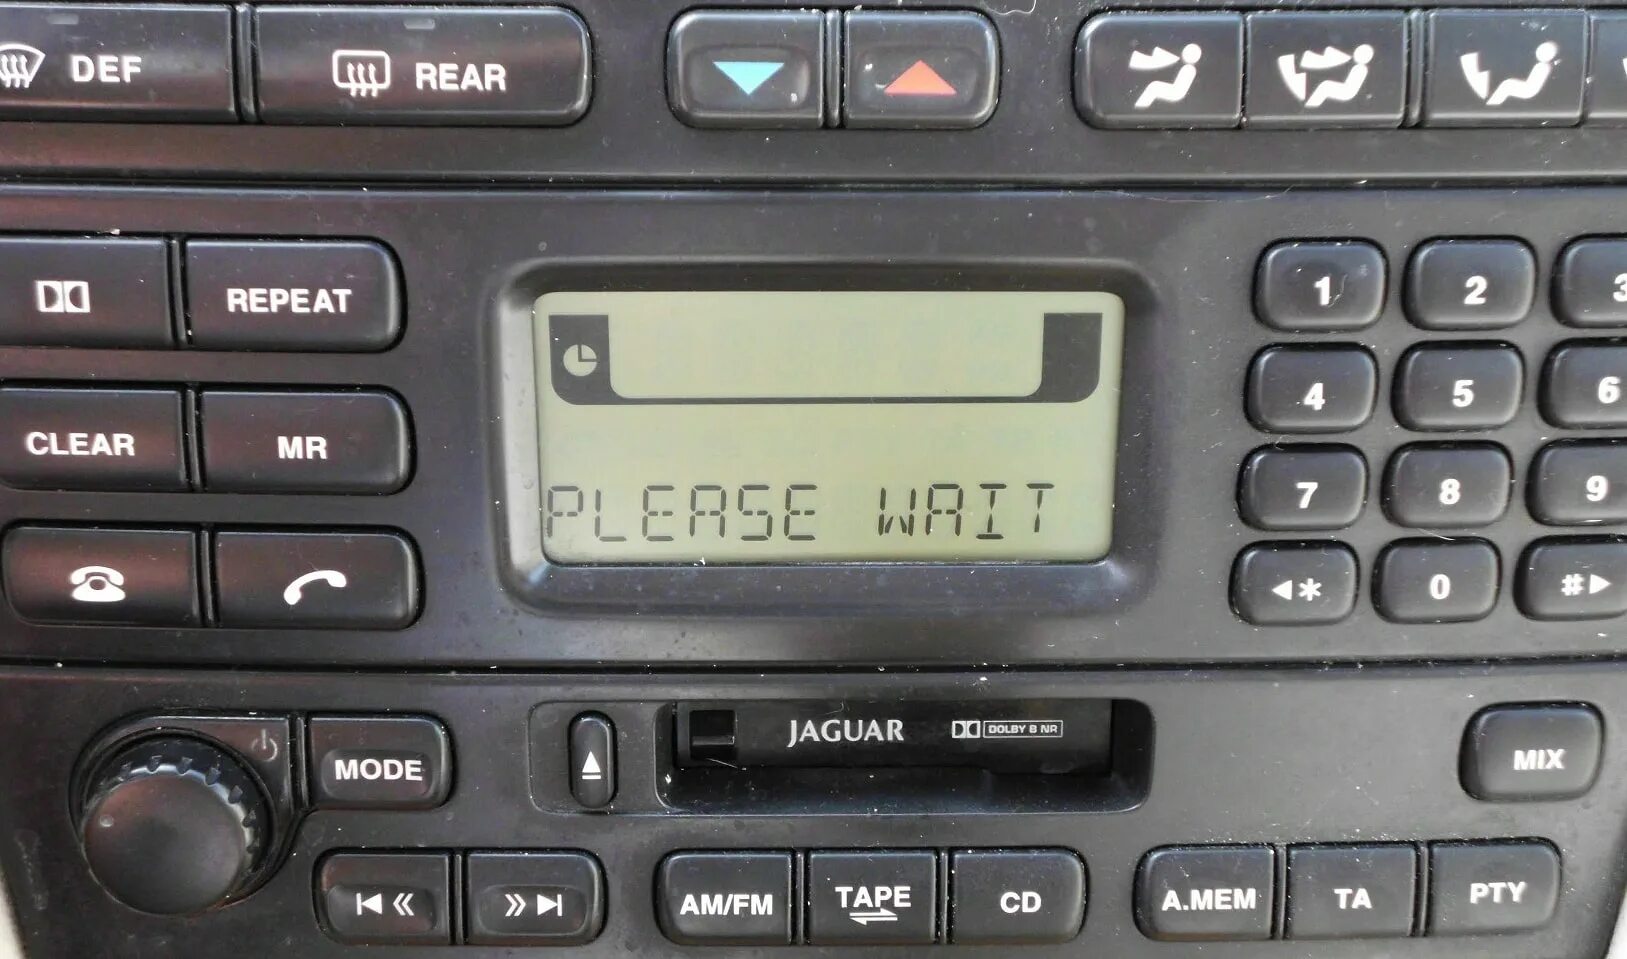 DEF REAR
REPEAT
1 2 3
4 5 6
CLEAR MR
PLEASE WAIT
7 8 9
* 0 #
JAGUAR DOLBY B NR
MODE
MIX
AM/FM TAPE CD
A.MEM TA PTY